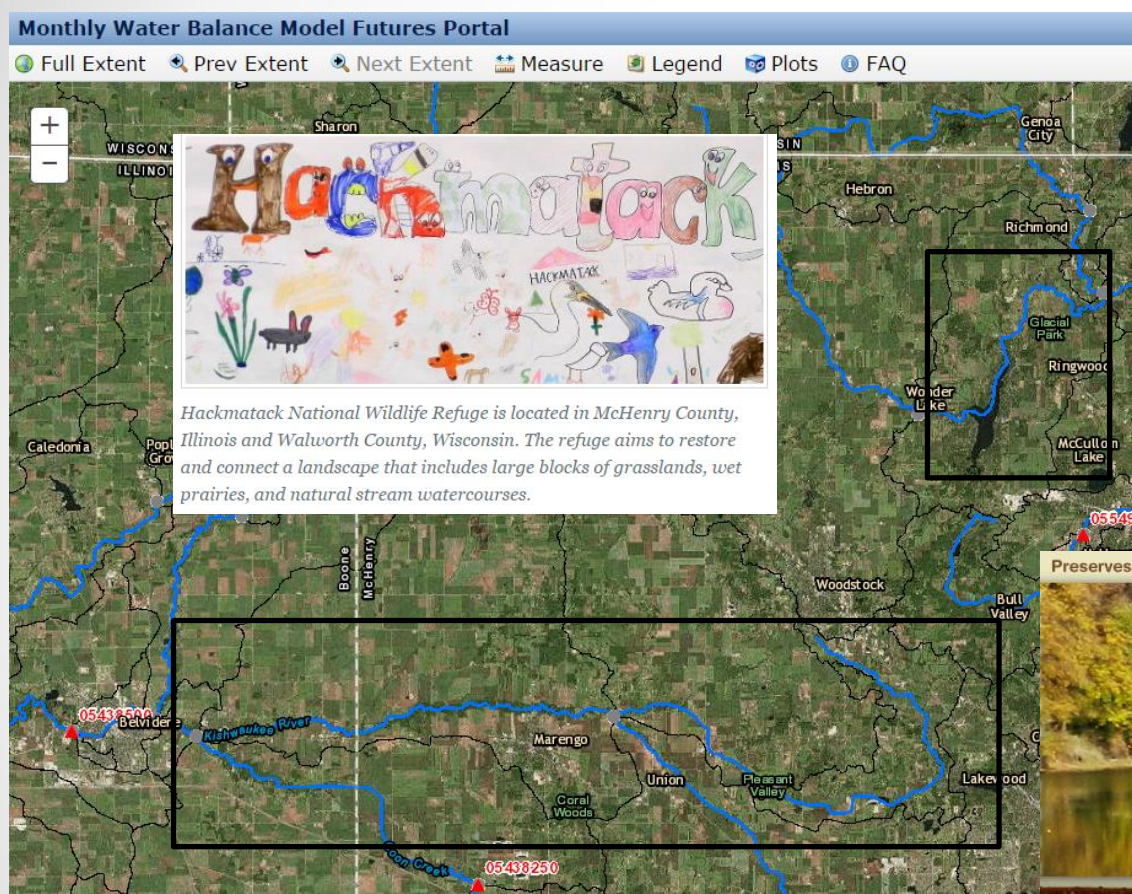 Monthly Water Balance Model Futures Portal
Full Extent Prev Extent Next Extent Measure Legend Plots FAQ
+
−
Sharon
Genoa
City
ILLINOI
Hebron
Richmond
Hackmatack
HACKMATACK
Glacial
Park
Ringwood
Wonder
Lake
McCullom
Lake
Caledonia
Hackmatack National Wildlife Refuge is located in McHenry County,
Illinois and Walworth County, Wisconsin. The refuge aims to restore
and connect a landscape that includes large blocks of grasslands, wet
prairies, and natural stream watercourses.
Boone
McHenry
Woodstock
Bull
Valley
Preserves
05438500
Belvidere
Kishwaukee River
Marengo
Union
Pleasant
Valley
Lakewood
Coral
Woods
Coon Creek
05438250